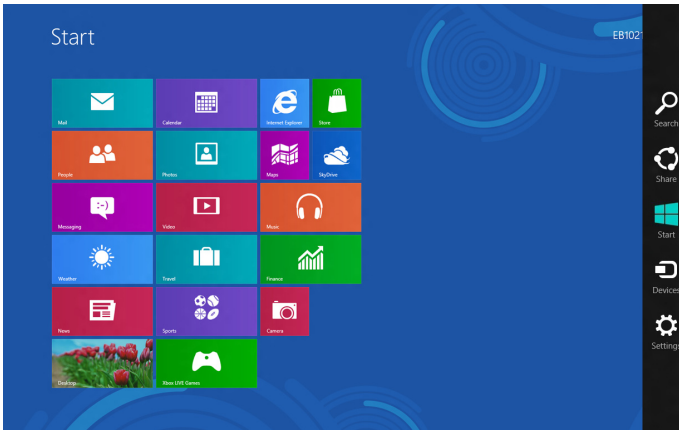 Start
EB1021
Mail
Calendar
Internet Explorer
Store
People
Photos
Maps
SkyDrive
Messaging
:-)
Video
Music
Weather
Travel
Finance
News
Sports
Camera
Desktop
Xbox LIVE Games
Search
Share
Start
Devices
Settings